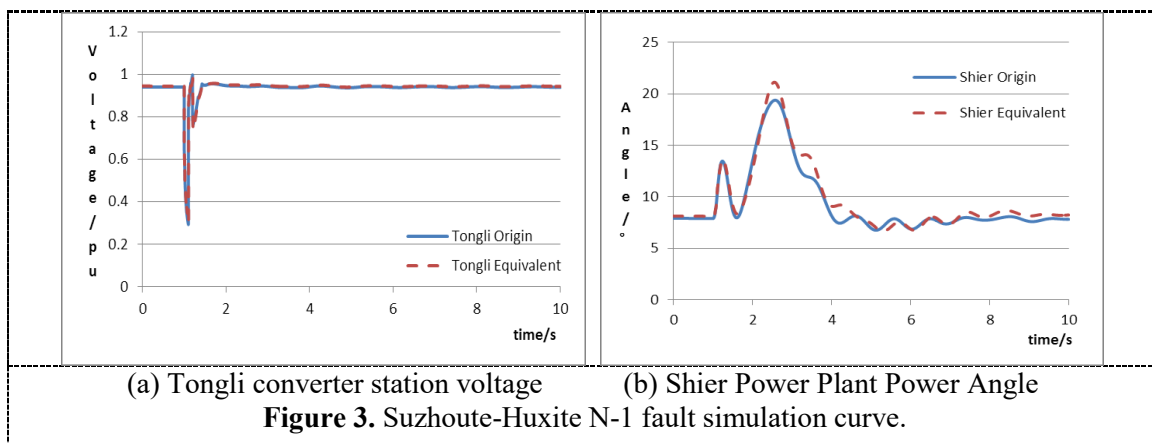 1.2
1
0.8
0.6
0.4
0.2
0
Voltage/pu
Tongli Origin
Tongli Equivalent
0 2 4 6 8 10
time/s
25
20
15
10
5
0
Angle/°
Shier Origin
Shier Equivalent
0 2 4 6 8 10
time/s
(a) Tongli converter station voltage (b) Shier Power Plant Power Angle
Figure 3. Suzhoute-Huxite N-1 fault simulation curve.